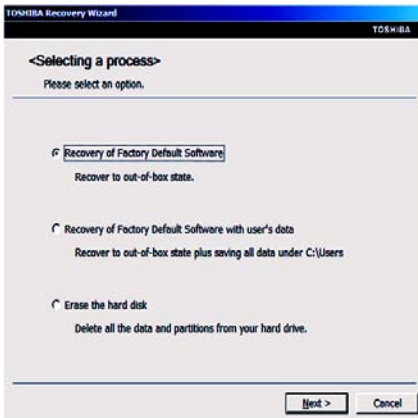 TOSHIBA Recovery Wizard
TOSHIBA
<Selecting a process>
Please select an option.
Recovery of Factory Default Software
Recover to out-of-box state.
Recovery of Factory Default Software with user's data
Recover to out-of-box state plus saving all data under C:\Users
Erase the hard disk
Delete all the data and partitions from your hard drive.
Next > Cancel